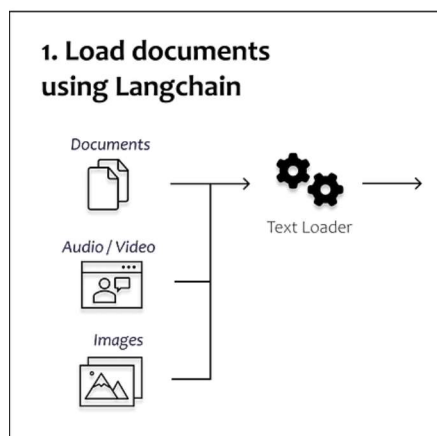 1. Load documents
using Langchain
Documents
Text Loader
Audio / Video
Images